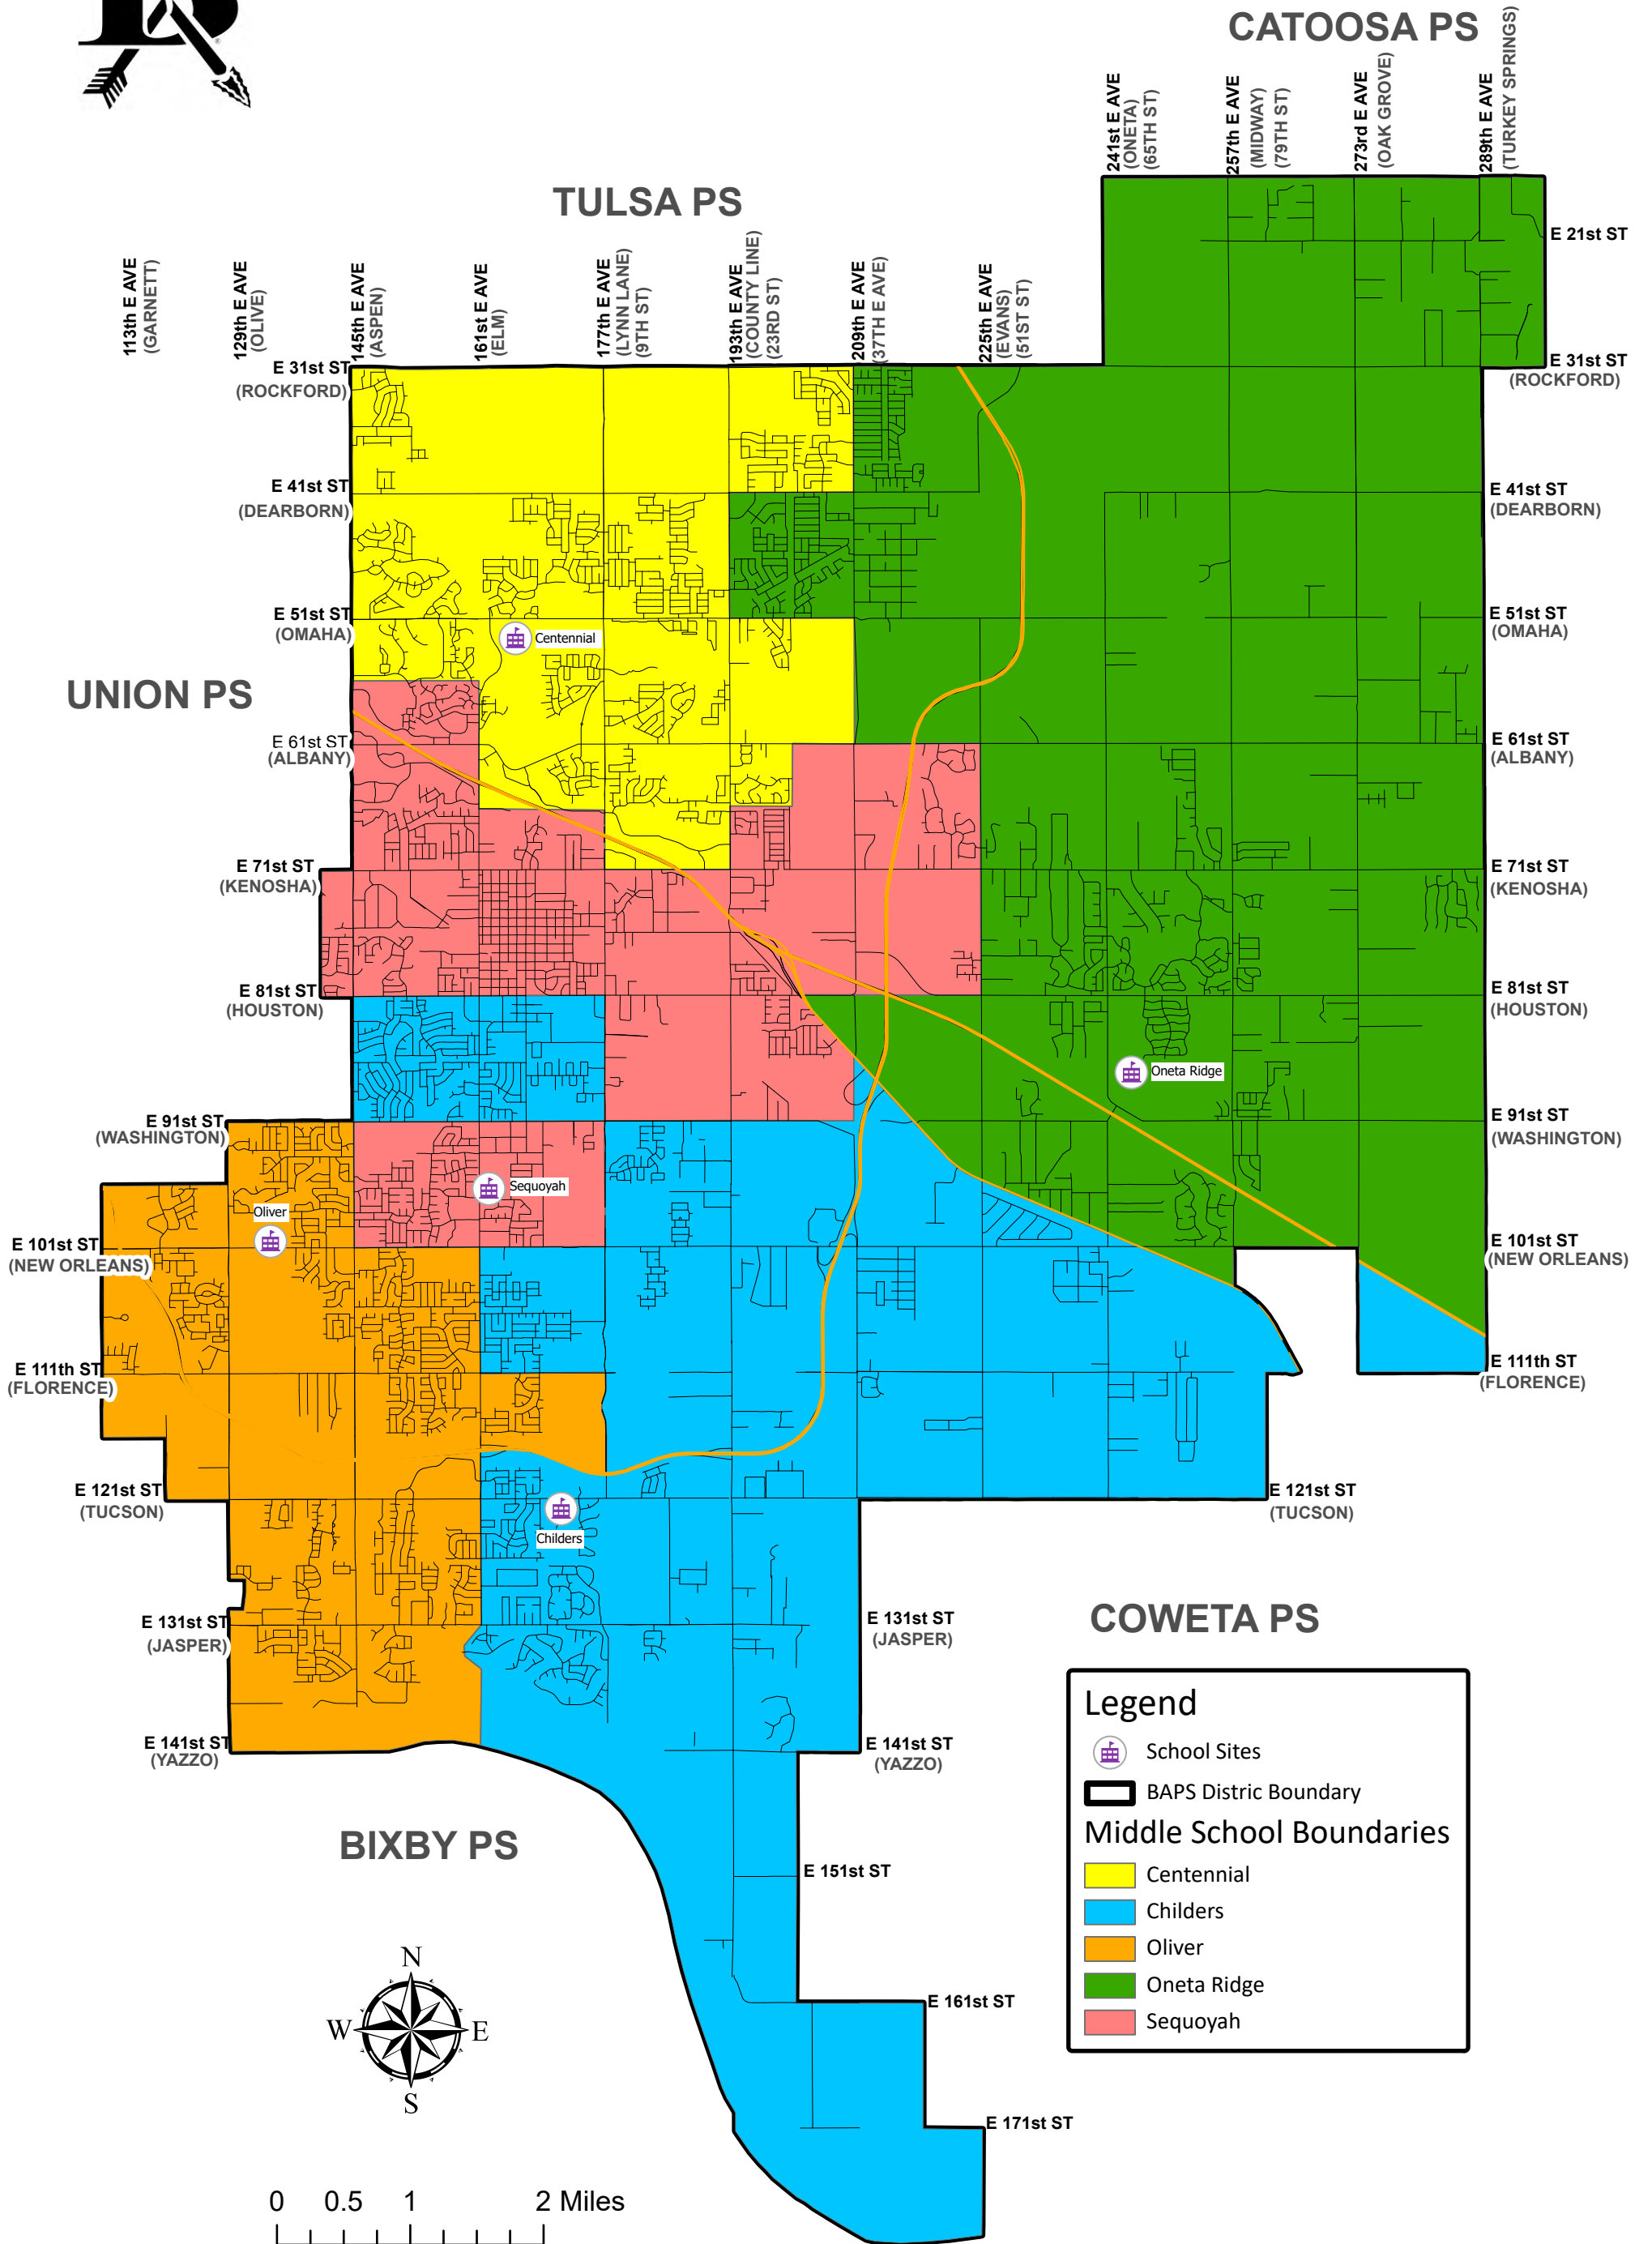 CATOOSA PS
241st E AVE
(ONETA)
(65TH ST)
257th E AVE
(MIDWAY)
(79TH ST)
273rd E AVE
(OAK GROVE)
289th E AVE
(TURKEY SPRINGS)
TULSA PS
113th E AVE
(GARNETT)
129th E AVE
(OLIVE)
145th E AVE
(ASPEN)
161st E AVE
(ELM)
177th E AVE
(LYNN LANE)
(9TH ST)
193th E AVE
(COUNTY LINE)
(23RD ST)
209th E AVE
(37TH E AVE)
225th E AVE
(EVANS)
(51ST ST)
E 21st ST
E 31st ST
(ROCKFORD)
E 31st ST
(ROCKFORD)
E 41st ST
(DEARBORN)
E 41st ST
(DEARBORN)
E 51st ST
(OMAHA)
E 51st ST
(OMAHA)
Centennial
UNION PS
E 61st ST
(ALBANY)
E 61st ST
(ALBANY)
E 71st ST
(KENOSHA)
E 71st ST
(KENOSHA)
E 81st ST
(HOUSTON)
E 81st ST
(HOUSTON)
Oneta Ridge
E 91st ST
(WASHINGTON)
E 91st ST
(WASHINGTON)
Sequoyah
Oliver
E 101st ST
(NEW ORLEANS)
E 101st ST
(NEW ORLEANS)
E 111th ST
(FLORENCE)
E 111th ST
(FLORENCE)
E 121st ST
(TUCSON)
E 121st ST
(TUCSON)
Childers
E 131st ST
(JASPER)
E 131st ST
(JASPER)
COWETA PS
E 141st ST
(YAZZO)
E 141st ST
(YAZZO)
BIXBY PS
E 151st ST
E 161st ST
E 171st ST
Legend
School Sites
BAPS Distric Boundary
Middle School Boundaries
Centennial
Childers
Oliver
Oneta Ridge
Sequoyah
N
W
E
S
0 0.5 1 2 Miles